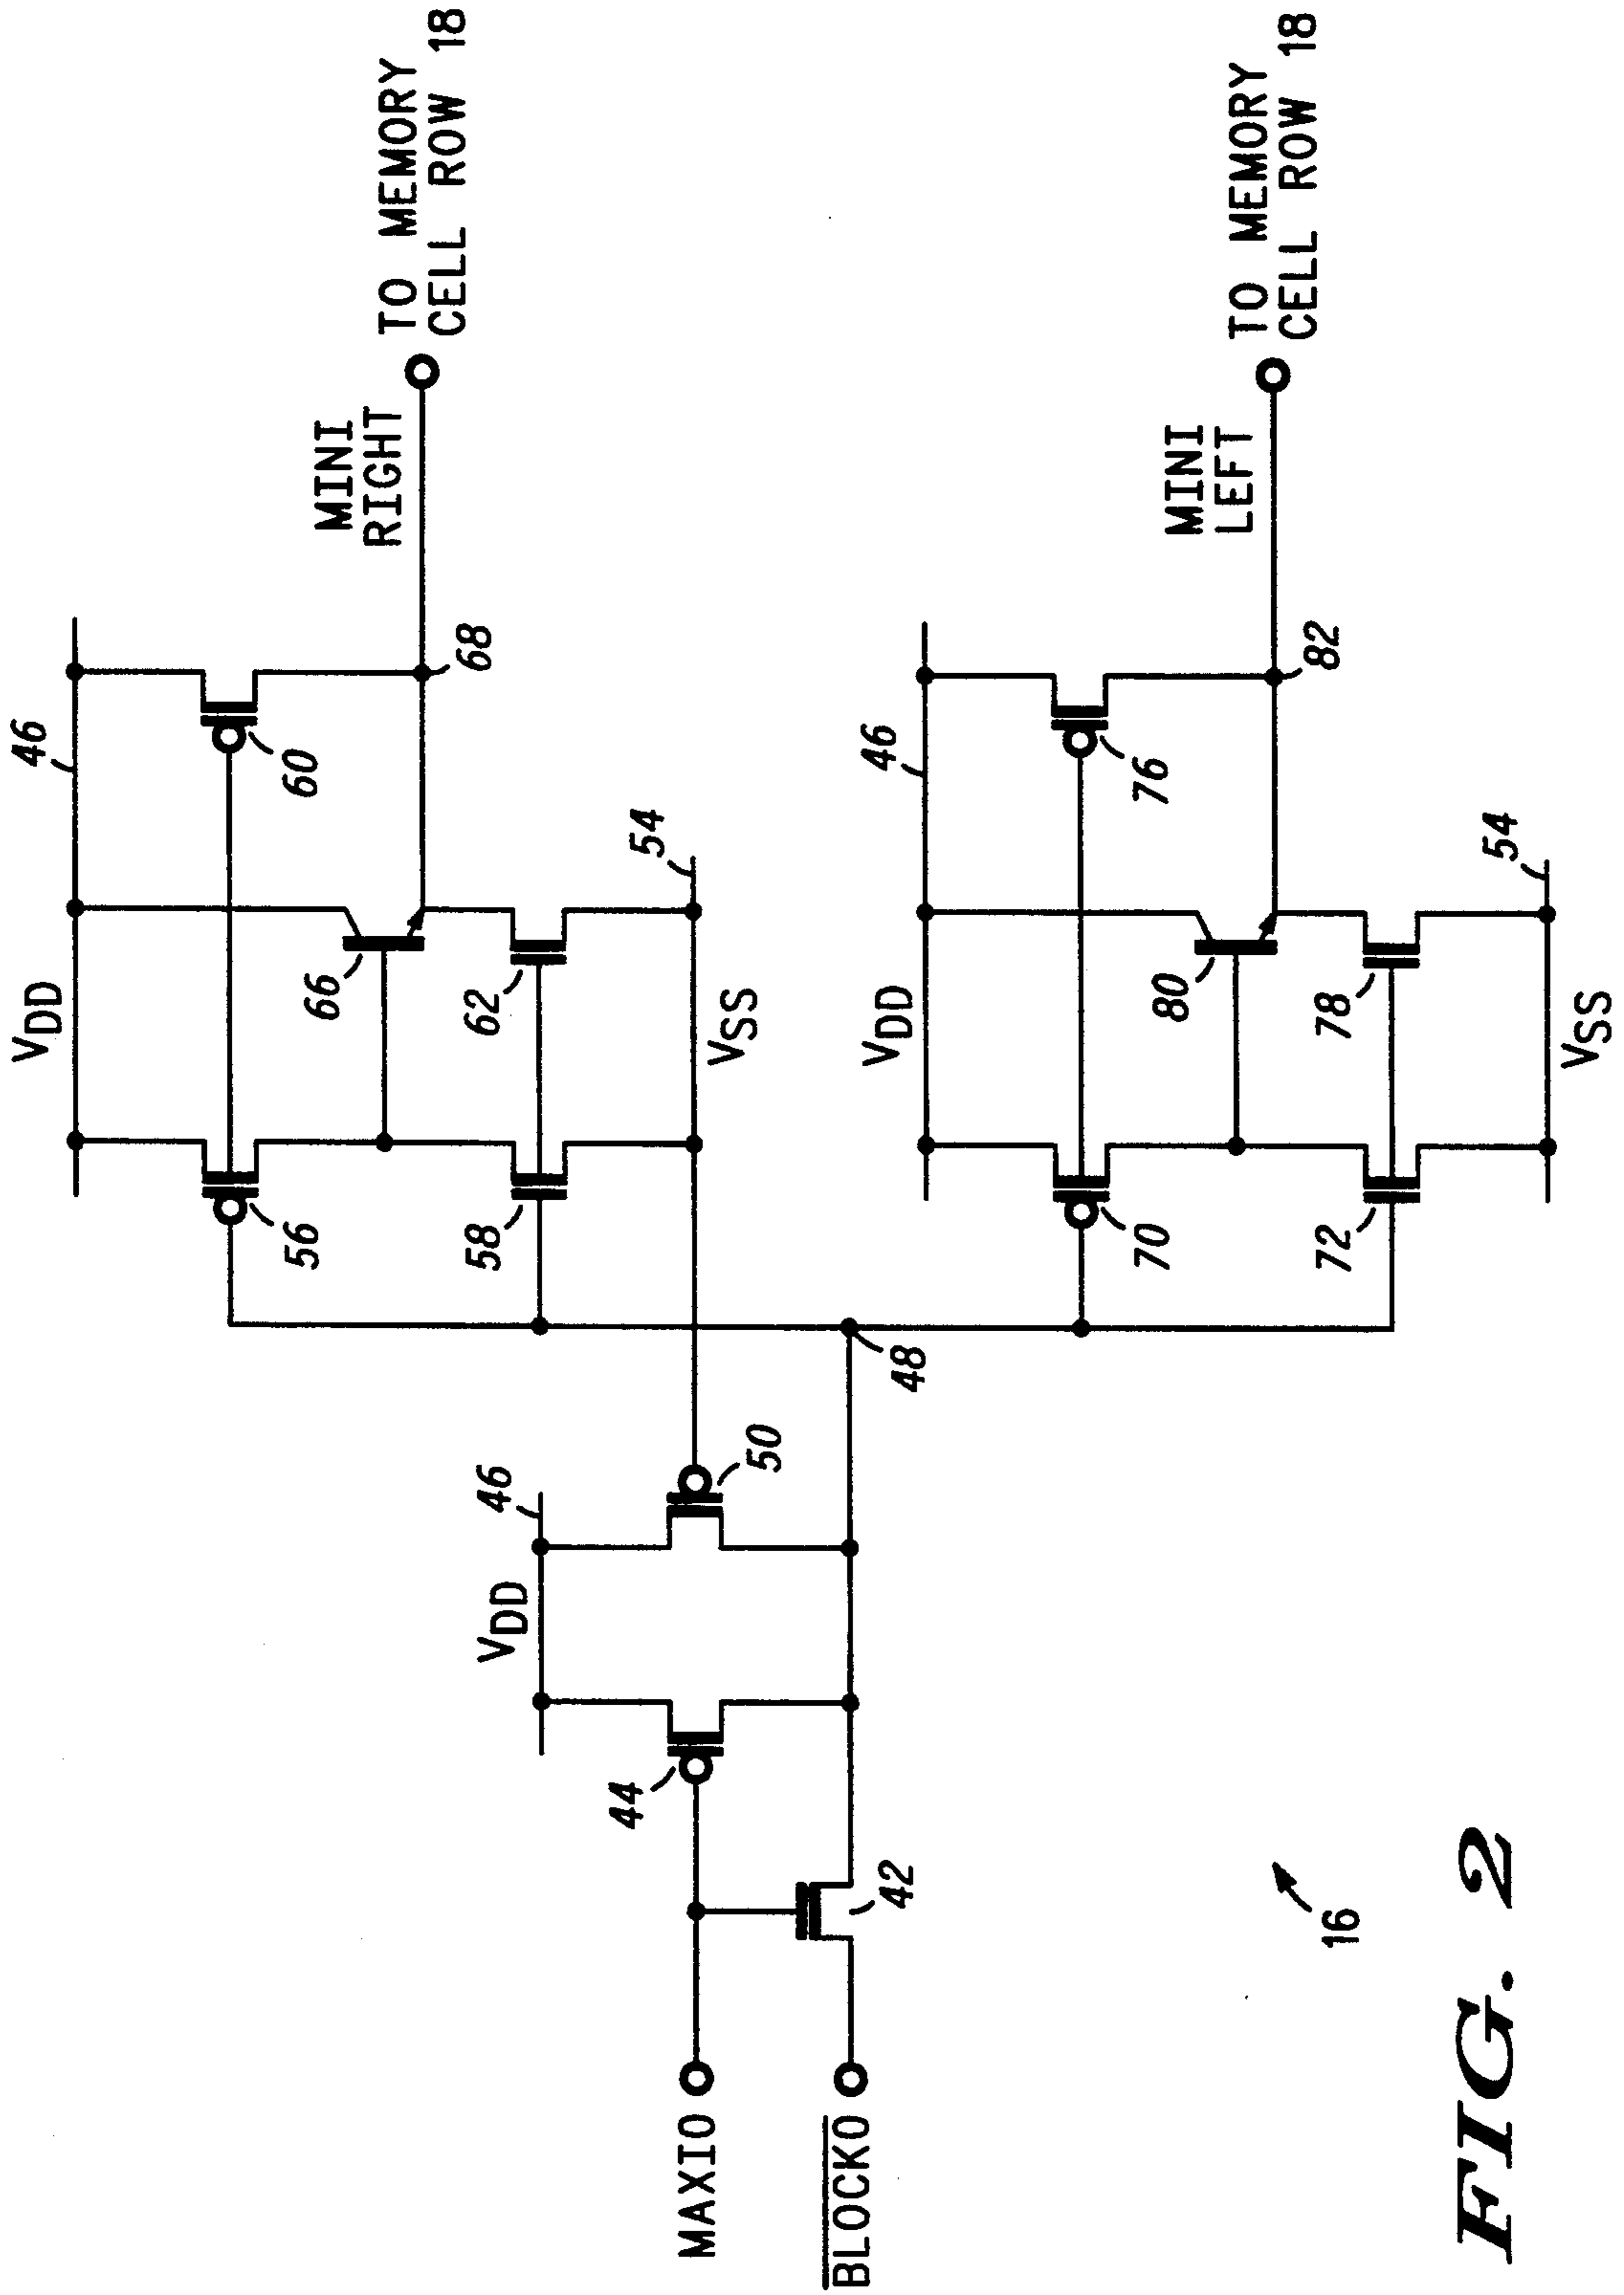 VDD
46
60
56
66
58
62
MINI
RIGHT
TO MEMORY
CELL ROW 18
68
54
VSS
VDD
46
44
50
MAXI0
BLOCK0
42
48
VDD
46
76
70
80
72
78
MINI
LEFT
TO MEMORY
CELL ROW 18
82
54
VSS
16
FIG. 2